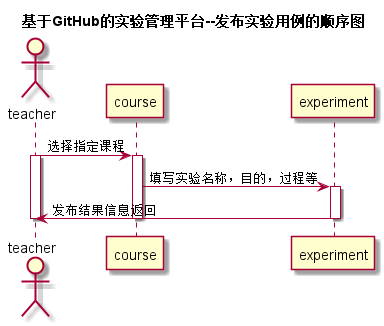 基于GitHub的实验管理平台--发布实验用例的顺序图
teacher
course
experiment
选择指定课程
填写实验名称，目的，过程等
发布结果信息返回
teacher
course
experiment